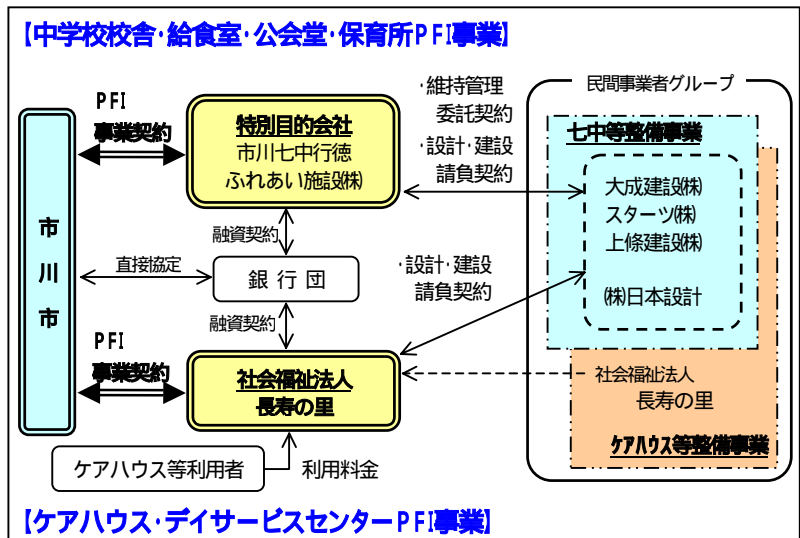 【中学校校舎・給食室・公会堂・保育所PFI事業】
PFI
事業契約
特別目的会社
市川七中行徳
ふれあい施設㈱
・維持管理
委託契約
・設計・建設
請負契約
民間事業者グループ
七中等整備事業
大成建設㈱
スターツ㈱
上條建設㈱
㈱日本設計
市川市
融資契約
直接協定
銀行団
融資契約
・設計・建設
請負契約
PFI
事業契約
社会福祉法人
長寿の里
社会福祉法人
長寿の里
ケアハウス等整備事業
ケアハウス等利用者
利用料金
【ケアハウス・デイサービスセンターPFI事業】